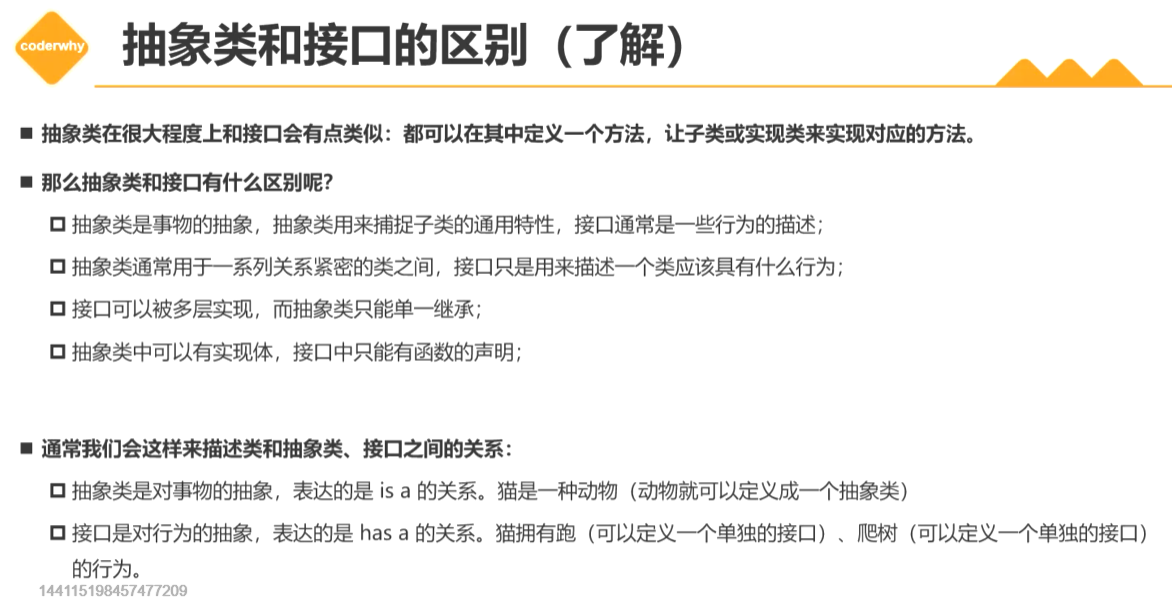 coderwhy
抽象类和接口的区别（了解）
抽象类在很大程度上和接口会有点类似：都可以在其中定义一个方法，让子类或实现类来实现对应的方法。
那么抽象类和接口有什么区别呢？
抽象类是事物的抽象，抽象类用来捕捉子类的通用特性，接口通常是一些行为的描述；
抽象类通常用于一系列关系紧密的类之间，接口只是用来描述一个类应该具有什么行为；
接口可以被多层实现，而抽象类只能单一继承；
抽象类中可以有实现体，接口中只能有函数的声明；
通常我们会这样来描述类和抽象类、接口之间的关系：
抽象类是对事物的抽象，表达的是 is a 的关系。猫是一种动物（动物就可以定义成一个抽象类）
接口是对行为的抽象，表达的是 has a 的关系。猫拥有跑（可以定义一个单独的接口）、爬树（可以定义一个单独的接口）
的行为。
144115198457477209